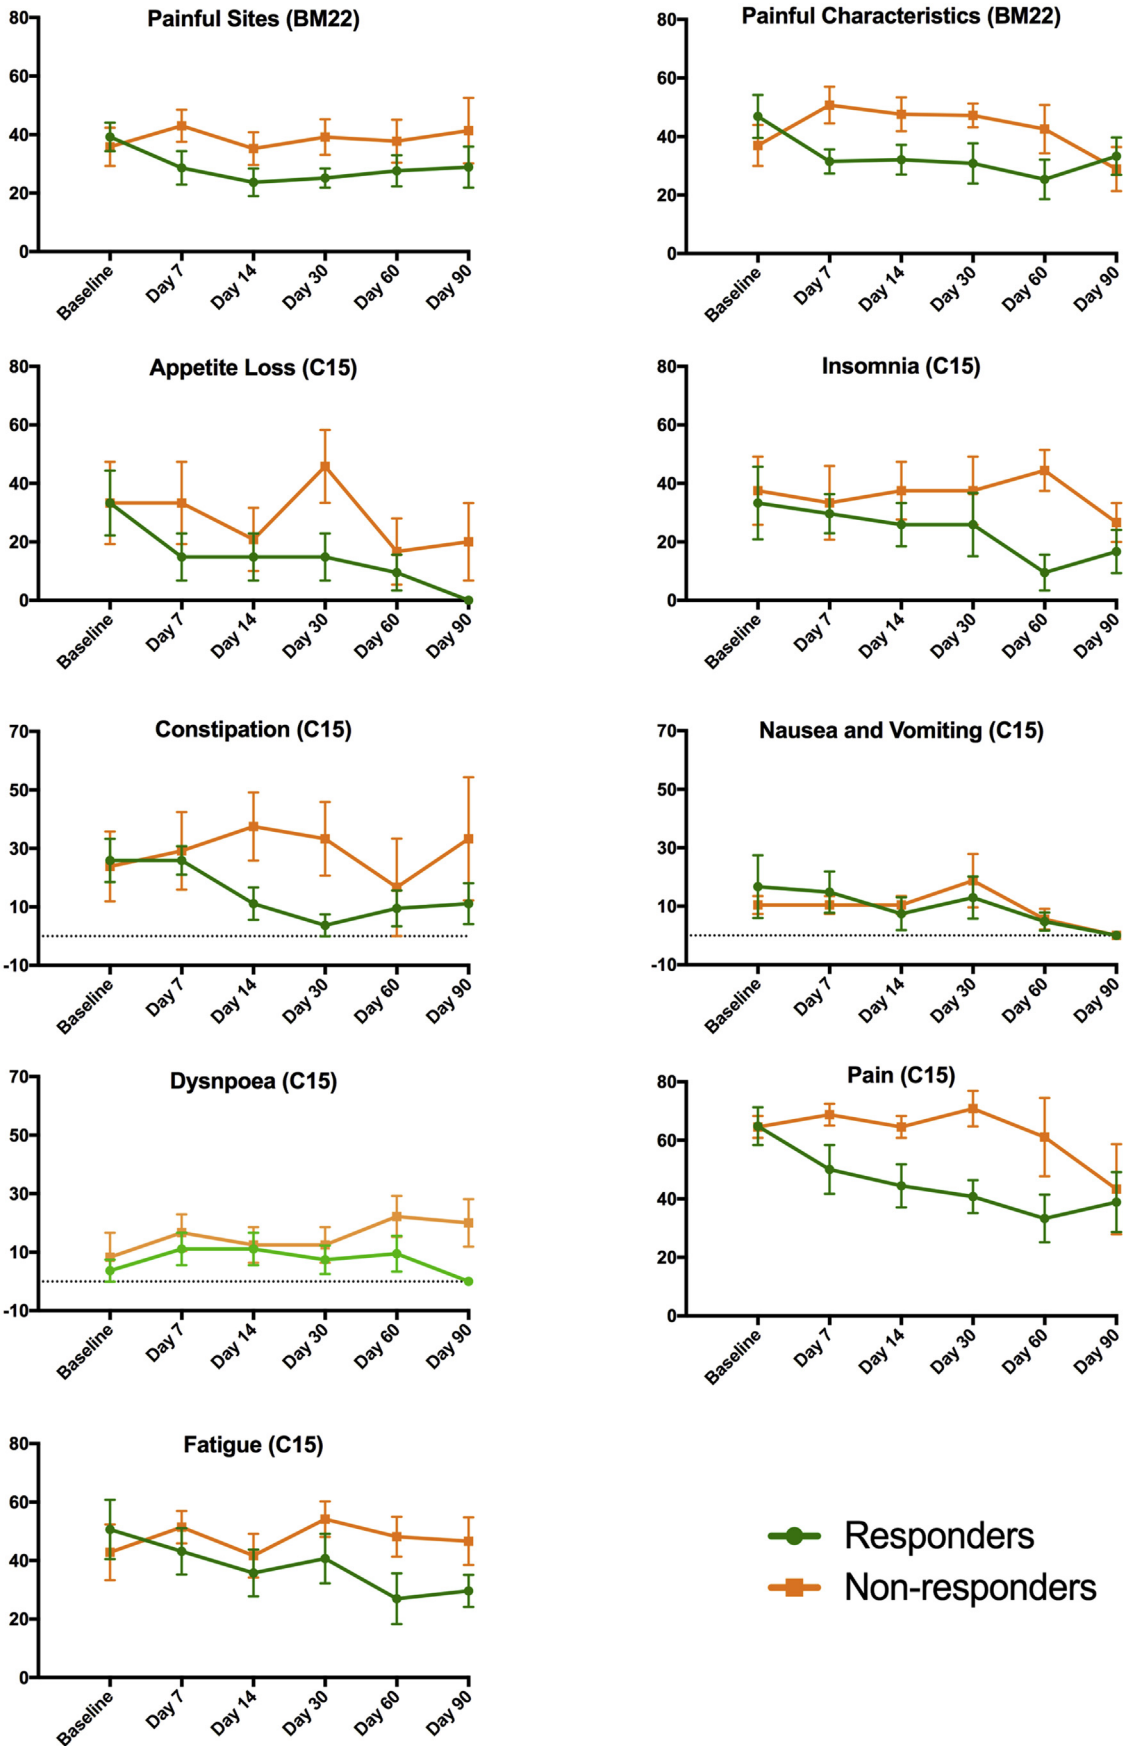 Painful Sites (BM22)
80
60
40
20
0
Baseline
Day 7
Day 14
Day 30
Day 60
Day 90
Painful Characteristics (BM22)
80
60
40
20
0
Baseline
Day 7
Day 14
Day 30
Day 60
Day 90
Appetite Loss (C15)
80
60
40
20
0
Baseline
Day 7
Day 14
Day 30
Day 60
Day 90
Insomnia (C15)
80
60
40
20
0
Baseline
Day 7
Day 14
Day 30
Day 60
Day 90
Constipation (C15)
70
50
30
10
-10
Baseline
Day 7
Day 14
Day 30
Day 60
Day 90
Nausea and Vomiting (C15)
70
50
30
10
-10
Baseline
Day 7
Day 14
Day 30
Day 60
Day 90
Dysnpoea (C15)
70
50
30
10
-10
Baseline
Day 7
Day 14
Day 30
Day 60
Day 90
Pain (C15)
80
60
40
20
0
Baseline
Day 7
Day 14
Day 30
Day 60
Day 90
Fatigue (C15)
80
60
40
20
0
Baseline
Day 7
Day 14
Day 30
Day 60
Day 90
Responders
Non-responders